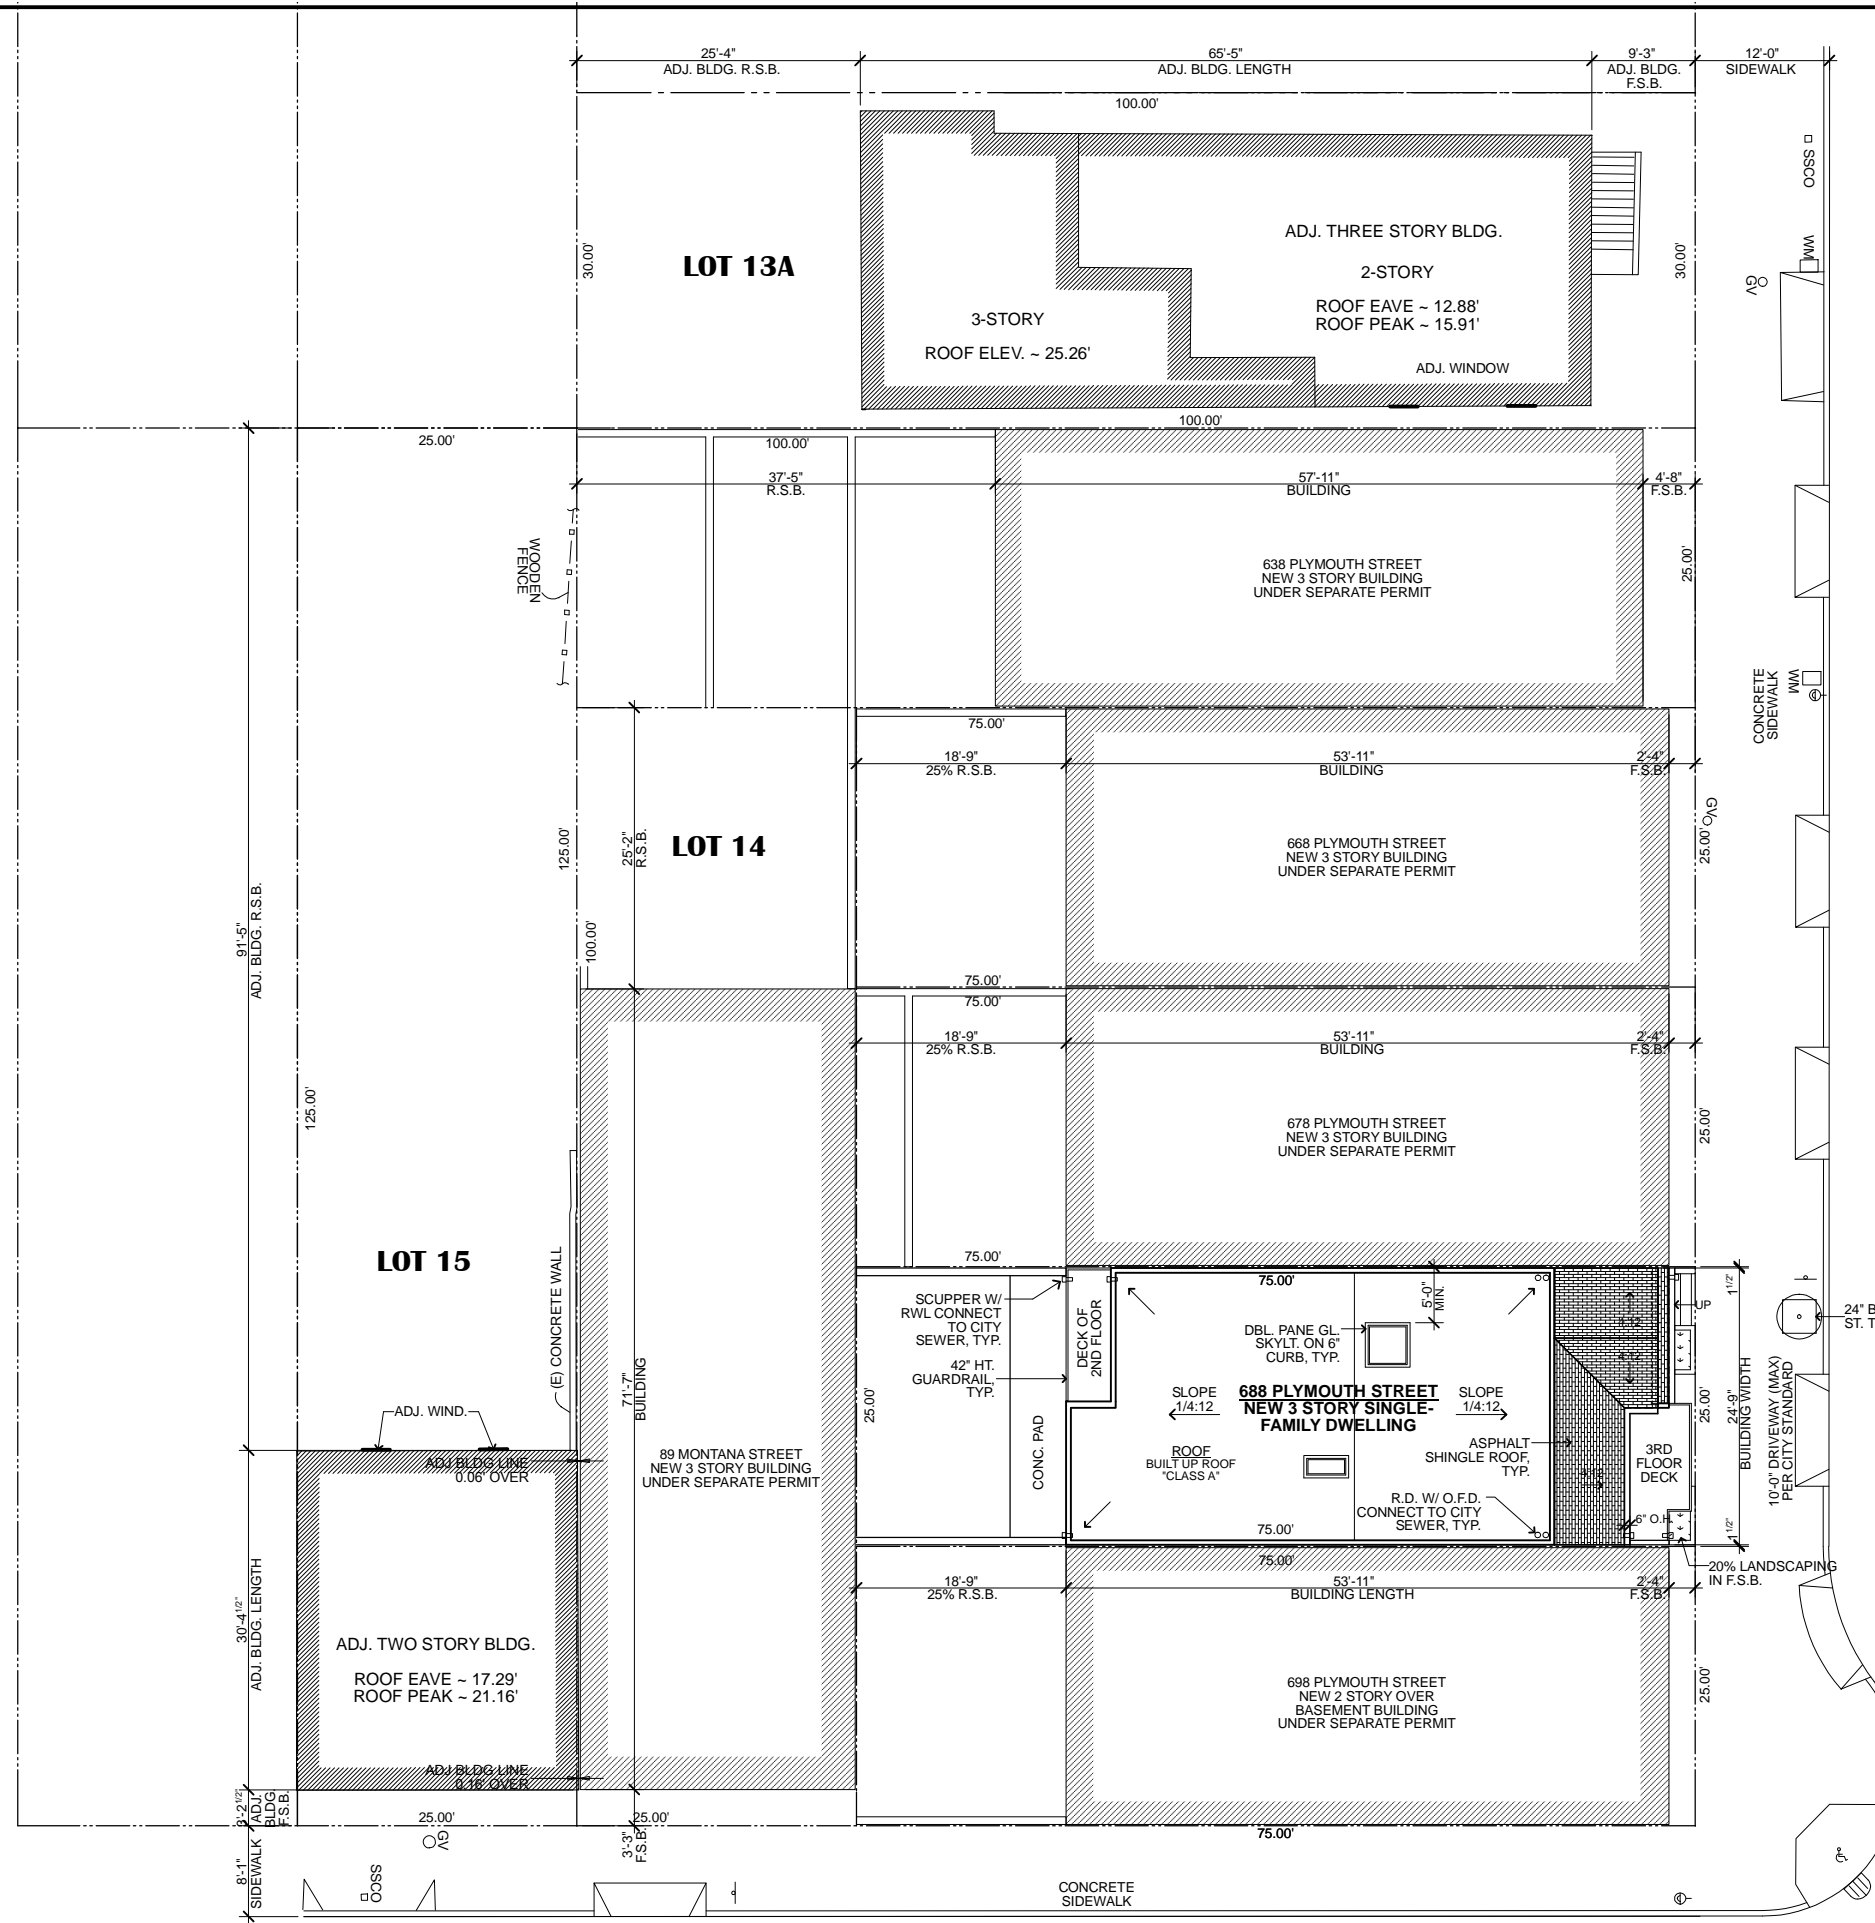 25'-4"
ADJ. BLDG. R.S.B.
65'-5"
ADJ. BLDG. LENGTH
9'-3"
ADJ. BLDG.
F.S.B.
12'-0"
SIDEWALK
100.00'
SSCO
WM
GV
30.00'
30.00'
LOT 13A
ADJ. THREE STORY BLDG.
2-STORY
ROOF EAVE ~ 12.88'
ROOF PEAK ~ 15.91'
3-STORY
ROOF ELEV. ~ 25.26'
ADJ. WINDOW
100.00'
25.00'
100.00'
37'-5"
R.S.B.
57'-11"
BUILDING
4'-8"
F.S.B.
WOODEN
FENCE
638 PLYMOUTH STREET
NEW 3 STORY BUILDING
UNDER SEPARATE PERMIT
25.00'
CONCRETE
SIDEWALK
WM
75.00'
18'-9"
25% R.S.B.
53'-11"
BUILDING
2'-4"
F.S.B.
125.00'
25'-2"
R.S.B.
LOT 14
668 PLYMOUTH STREET
NEW 3 STORY BUILDING
UNDER SEPARATE PERMIT
GV
25.00'
91'-5"
ADJ. BLDG. R.S.B.
100.00'
75.00'
75.00'
18'-9"
25% R.S.B.
53'-11"
BUILDING
2'-4"
F.S.B.
125.00'
678 PLYMOUTH STREET
NEW 3 STORY BUILDING
UNDER SEPARATE PERMIT
25.00'
LOT 15
(E) CONCRETE WALL
75.00'
75.00'
SCUPPER W/
RWL CONNECT
TO CITY
SEWER, TYP.
42" HT.
GUARDRAIL,
TYP.
DECK OF
2ND FLOOR
5'-0"
MIN.
DBL. PANE GL.
SKYLT. ON 6"
CURB, TYP.
SLOPE
1/4:12
688 PLYMOUTH STREET
NEW 3 STORY SINGLE-
FAMILY DWELLING
SLOPE
1/4:12
ROOF
BUILT UP ROOF
"CLASS A"
ASPHALT
SHINGLE ROOF,
TYP.
R.D. W/ O.F.D.
CONNECT TO CITY
SEWER, TYP.
3RD
FLOOR
DECK
6" O.H.
UP
1 1/2"
24'-9"
BUILDING WIDTH
1 1/2"
10'-0" DRIVEWAY (MAX)
PER CITY STANDARD
24" B
ST. T
20% LANDSCAPING
IN F.S.B.
25.00'
25.00'
CONC. PAD
75.00'
71'-7"
BUILDING
89 MONTANA STREET
NEW 3 STORY BUILDING
UNDER SEPARATE PERMIT
ADJ. WIND.
ADJ BLDG LINE
0.06' OVER
30'-4 1/2"
ADJ. BLDG. LENGTH
ADJ. TWO STORY BLDG.
ROOF EAVE ~ 17.29'
ROOF PEAK ~ 21.16'
ADJ BLDG LINE
0.16' OVER
75.00'
18'-9"
25% R.S.B.
53'-11"
BUILDING LENGTH
2'-4"
F.S.B.
698 PLYMOUTH STREET
NEW 2 STORY OVER
BASEMENT BUILDING
UNDER SEPARATE PERMIT
25.00'
3'-2 1/2"
ADJ.
BLDG.
F.S.B.
25.00'
25.00'
3'-3"
F.S.B.
75.00'
8'-1"
SIDEWALK
GV
SSCO
CONCRETE
SIDEWALK